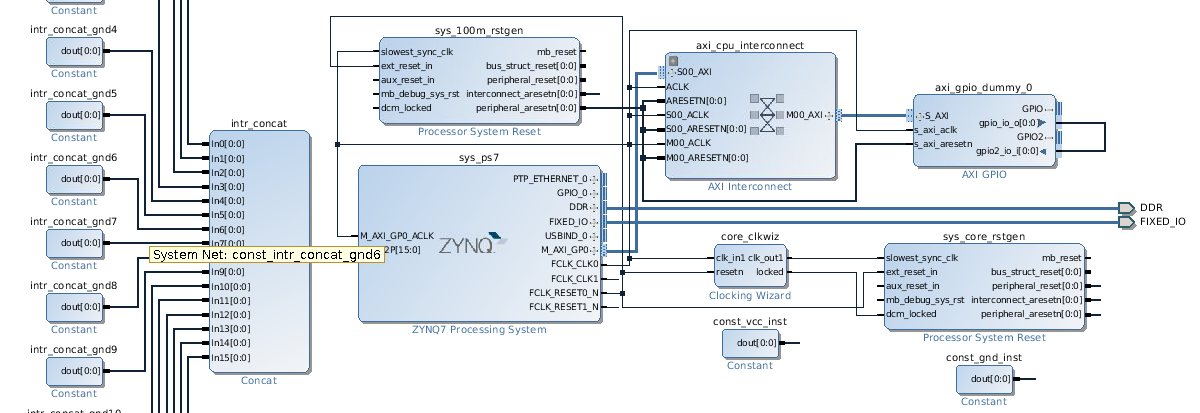 Constant
intr_concat_gnd4
dout[0:0]
Constant
intr_concat_gnd5
dout[0:0]
Constant
intr_concat_gnd6
dout[0:0]
Constant
intr_concat_gnd7
dout[0:0]
Constant
intr_concat_gnd8
dout[0:0]
Constant
intr_concat_gnd9
dout[0:0]
Constant
intr_concat_gnd10
intr_concat
In0[0:0]
In1[0:0]
In2[0:0]
In3[0:0]
In4[0:0]
In5[0:0]
In6[0:0]
In7[0:0]
In9[0:0]
In10[0:0]
In11[0:0]
In12[0:0]
In13[0:0]
In14[0:0]
In15[0:0]
Concat
System Net: const_intr_concat_gnd6
sys_100m_rstgen
slowest_sync_clk
ext_reset_in
aux_reset_in
mb_debug_sys_rst
dcm_locked
mb_reset
bus_struct_reset[0:0]
peripheral_reset[0:0]
interconnect_aresetn[0:0]
peripheral_aresetn[0:0]
Processor System Reset
sys_ps7
M_AXI_GP0_ACLK
2P[15:0]
ZYNQ
PTP_ETHERNET_0
GPIO_0
DDR
FIXED_IO
USBIND_0
M_AXI_GP0
FCLK_CLK0
FCLK_CLK1
FCLK_RESET0_N
FCLK_RESET1_N
ZYNQ7 Processing System
axi_cpu_interconnect
S00_AXI
ACLK
ARESETN[0:0]
S00_ACLK
S00_ARESETN[0:0]
M00_ACLK
M00_ARESETN[0:0]
M00_AXI
AXI Interconnect
axi_gpio_dummy_0
S_AXI
s_axi_aclk
s_axi_aresetn
GPIO
gpio_io_o[0:0]
GPIO2
gpio2_io_i[0:0]
AXI GPIO
DDR
FIXED_IO
core_clkwiz
clk_in1
resetn
clk_out1
locked
Clocking Wizard
sys_core_rstgen
slowest_sync_clk
ext_reset_in
aux_reset_in
mb_debug_sys_rst
dcm_locked
mb_reset
bus_struct_reset[0:0]
peripheral_reset[0:0]
interconnect_aresetn[0:0]
peripheral_aresetn[0:0]
Processor System Reset
const_vcc_inst
dout[0:0]
Constant
const_gnd_inst
dout[0:0]
Constant